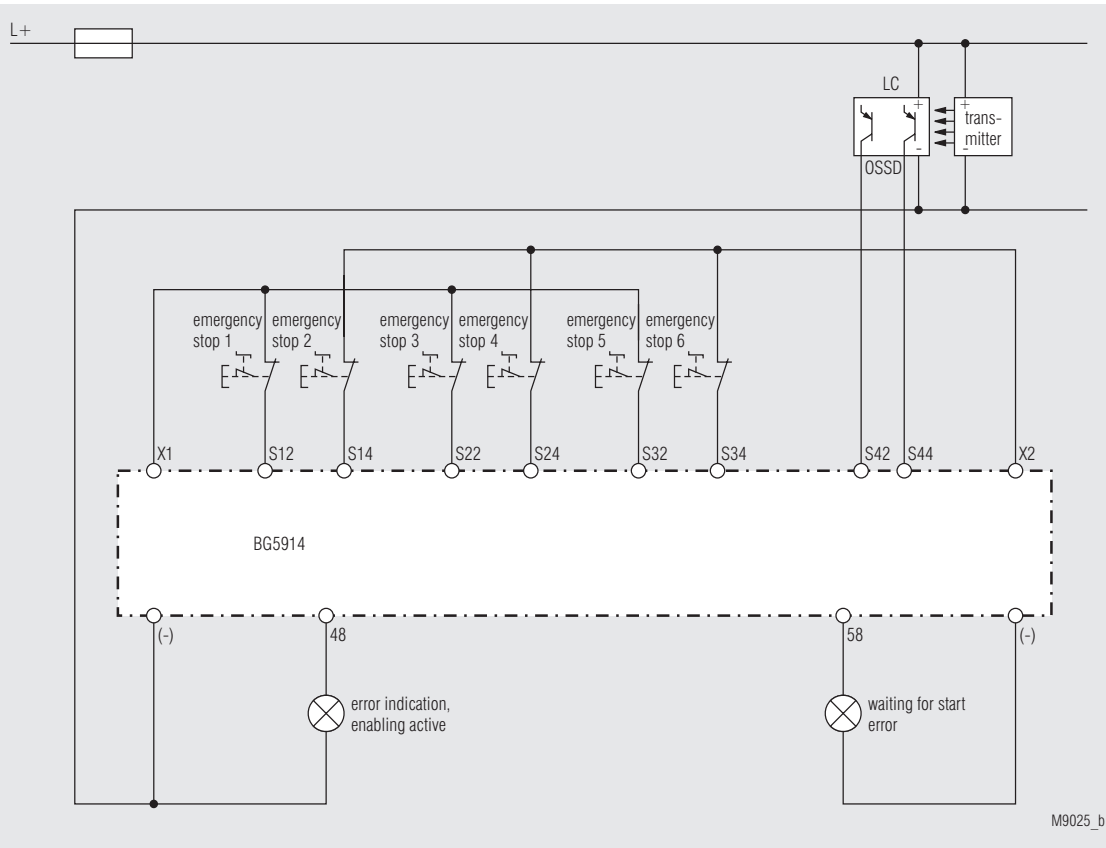 L+
LC
+
+
trans-
mitter
-
-
OSSD
emergency
stop 1
emergency
stop 2
emergency
stop 3
emergency
stop 4
emergency
stop 5
emergency
stop 6
X1
S12
S14
S22
S24
S32
S34
S42
S44
X2
BG5914
(-)
48
58
(-)
error indication,
enabling active
waiting for start
error
M9025_b